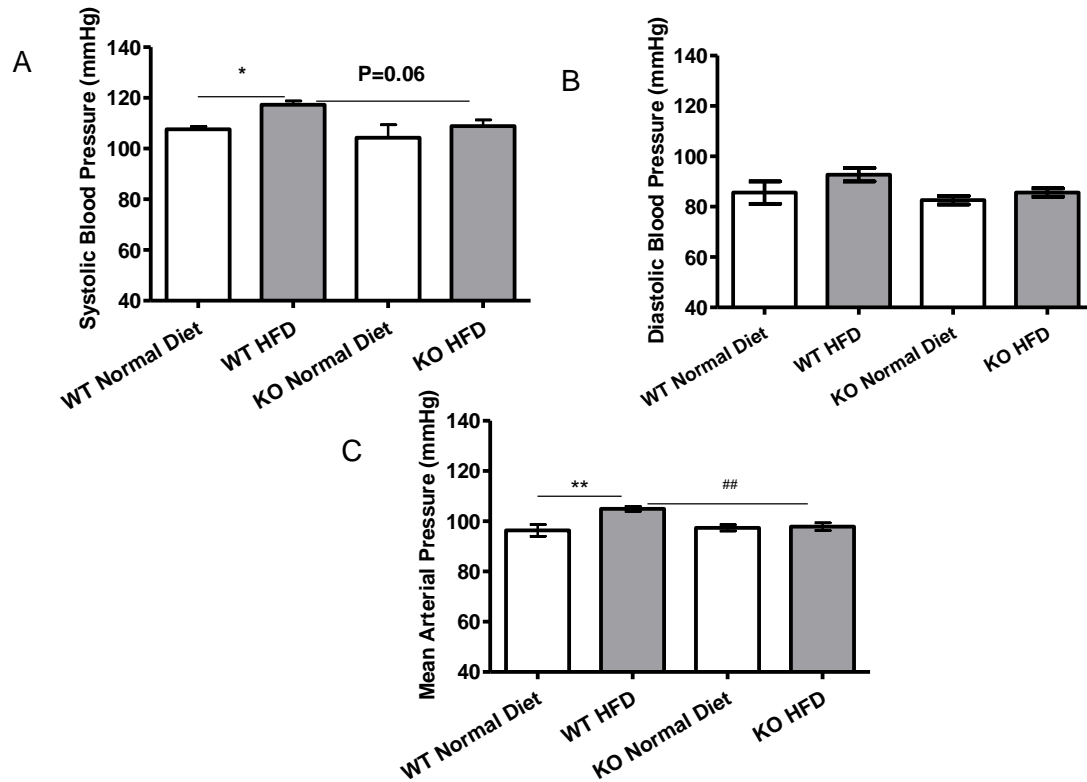 A
Systolic Blood Pressure (mmHg)
140
120
100
80
60
40
*
P=0.06
WT Normal Diet
WT HFD
KO Normal Diet
KO HFD
B
Diastolic Blood Pressure (mmHg)
140
120
100
80
60
40
WT Normal Diet
WT HFD
KO Normal Diet
KO HFD
C
Mean Arterial Pressure (mmHg)
140
120
100
80
60
40
**
##
WT Normal Diet
WT HFD
KO Normal Diet
KO HFD